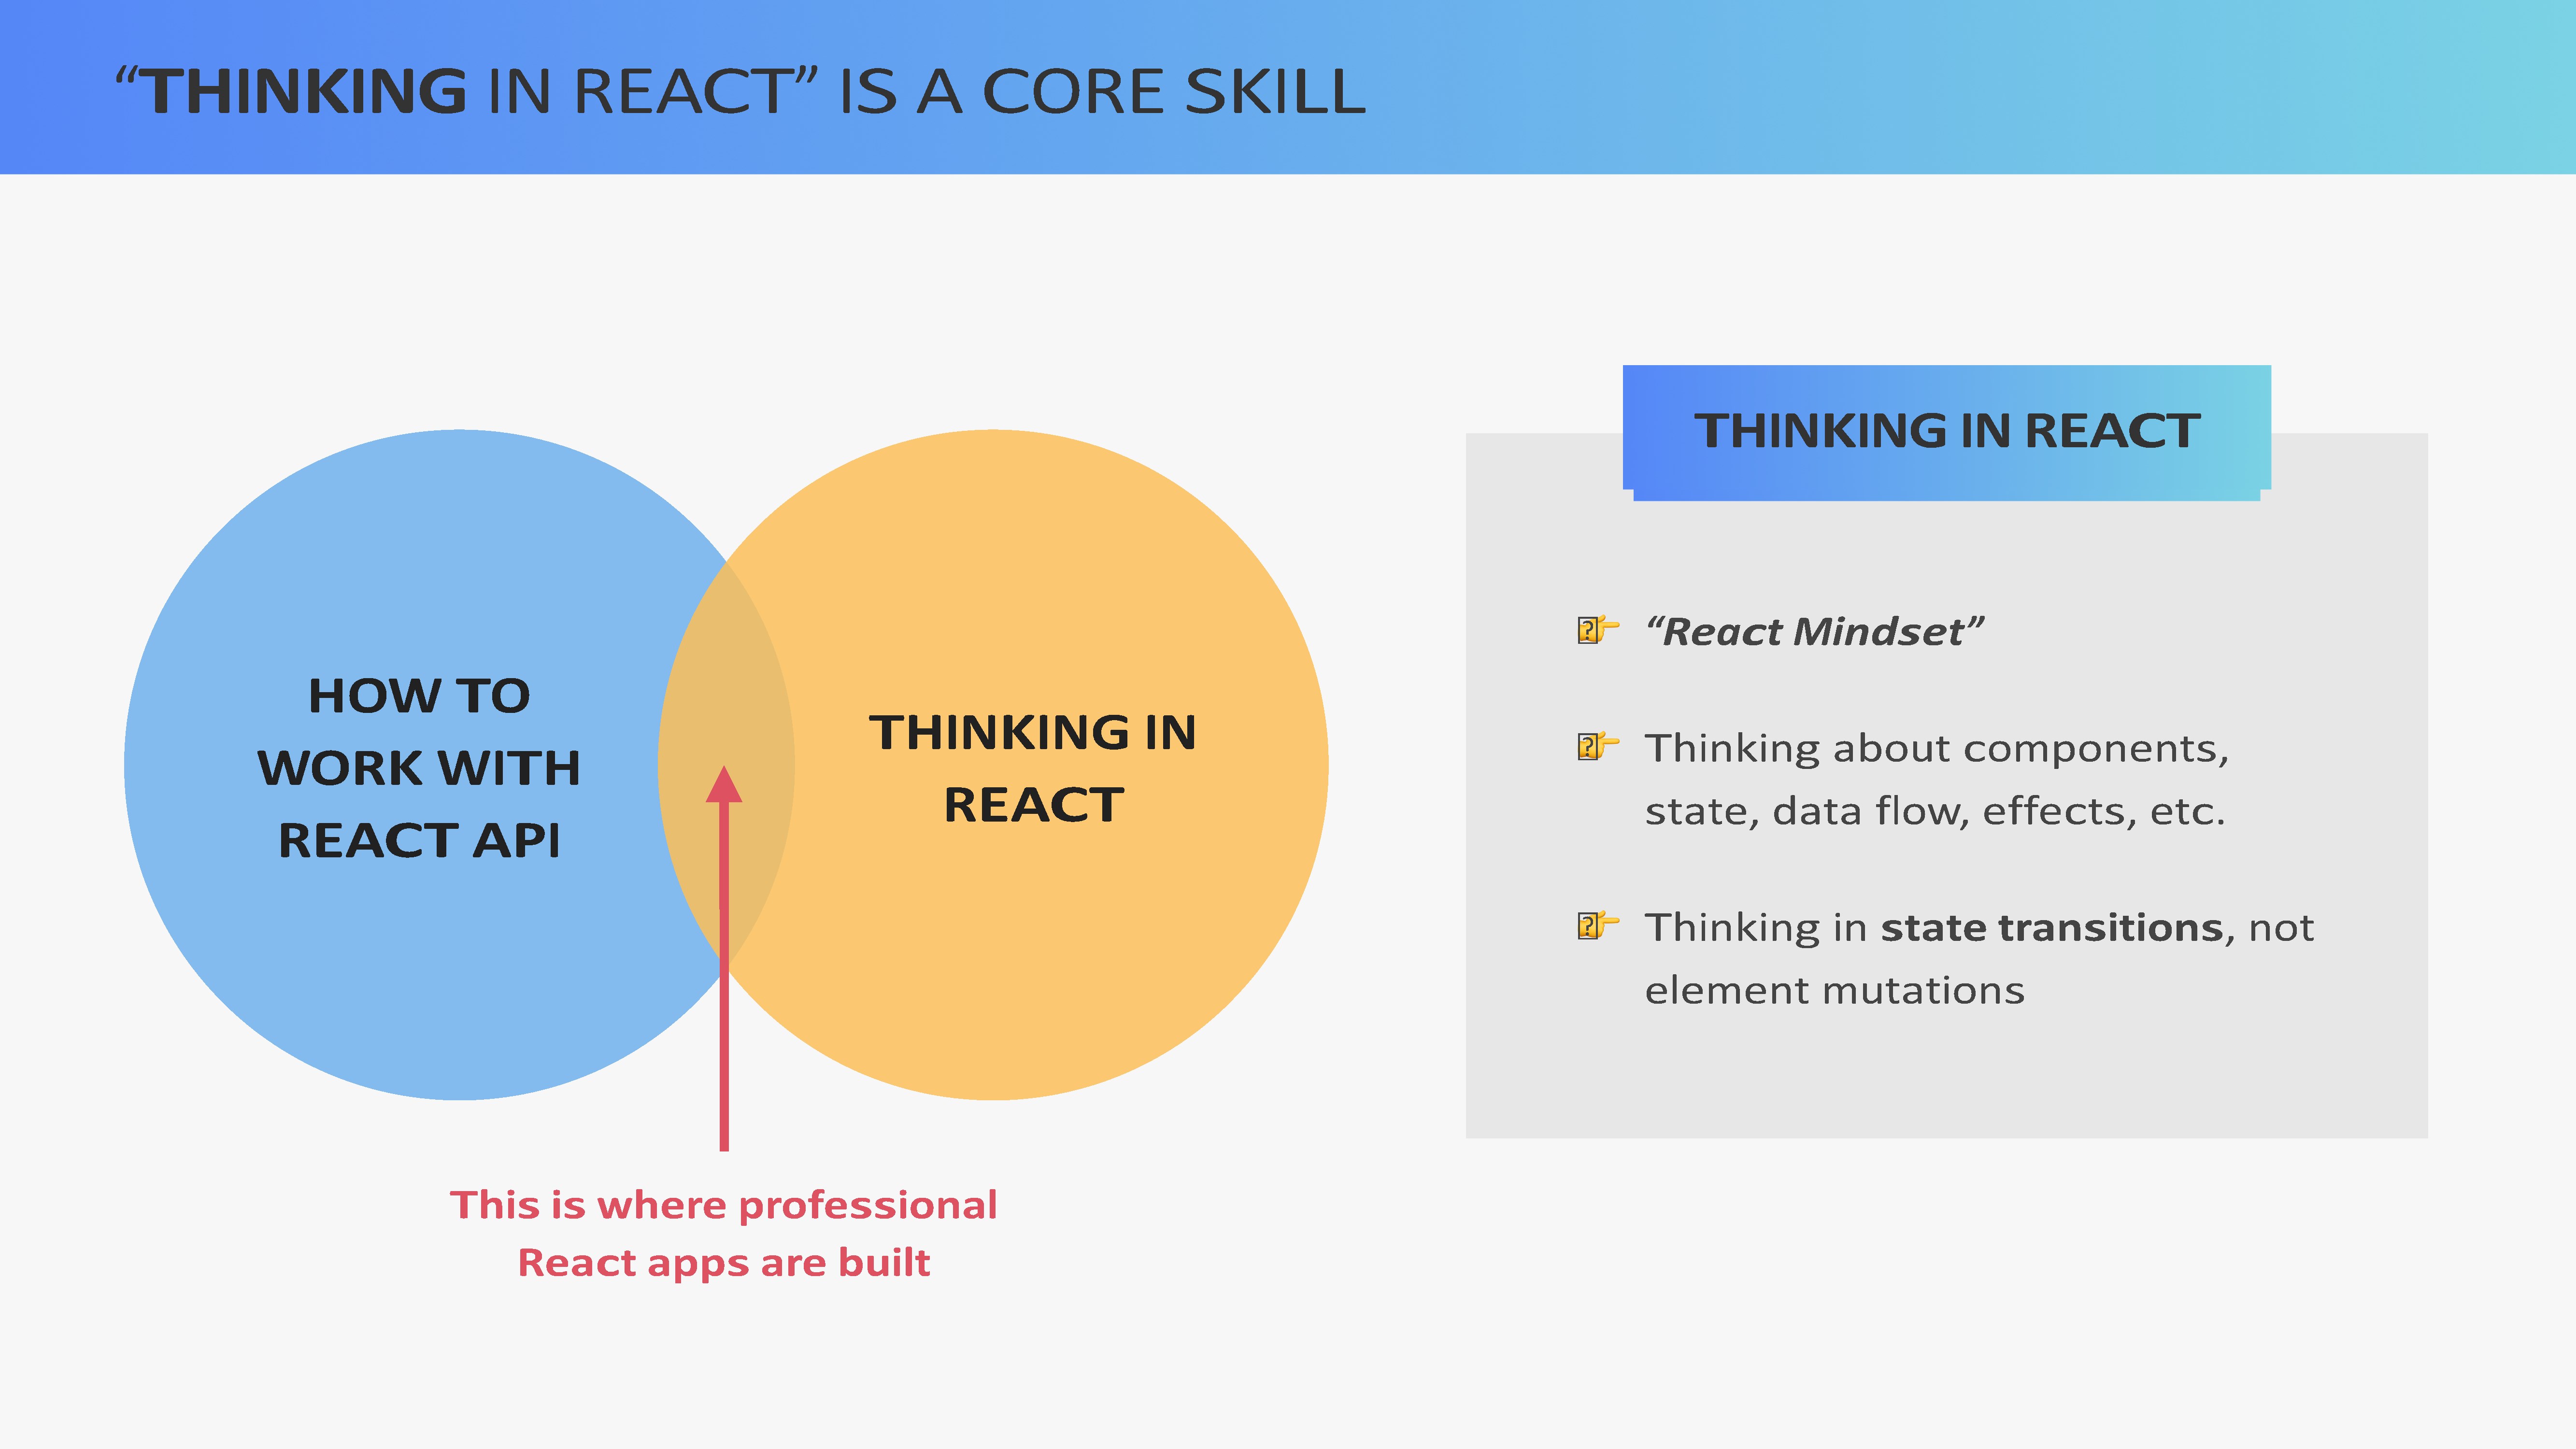 “THINKING IN REACT” IS A CORE SKILL
HOW TO
WORK WITH
REACT API
THINKING IN
REACT
This is where professional
React apps are built
THINKING IN REACT
👉 “React Mindset”
👉 Thinking about components,
state, data flow, effects, etc.
👉 Thinking in state transitions, not
element mutations